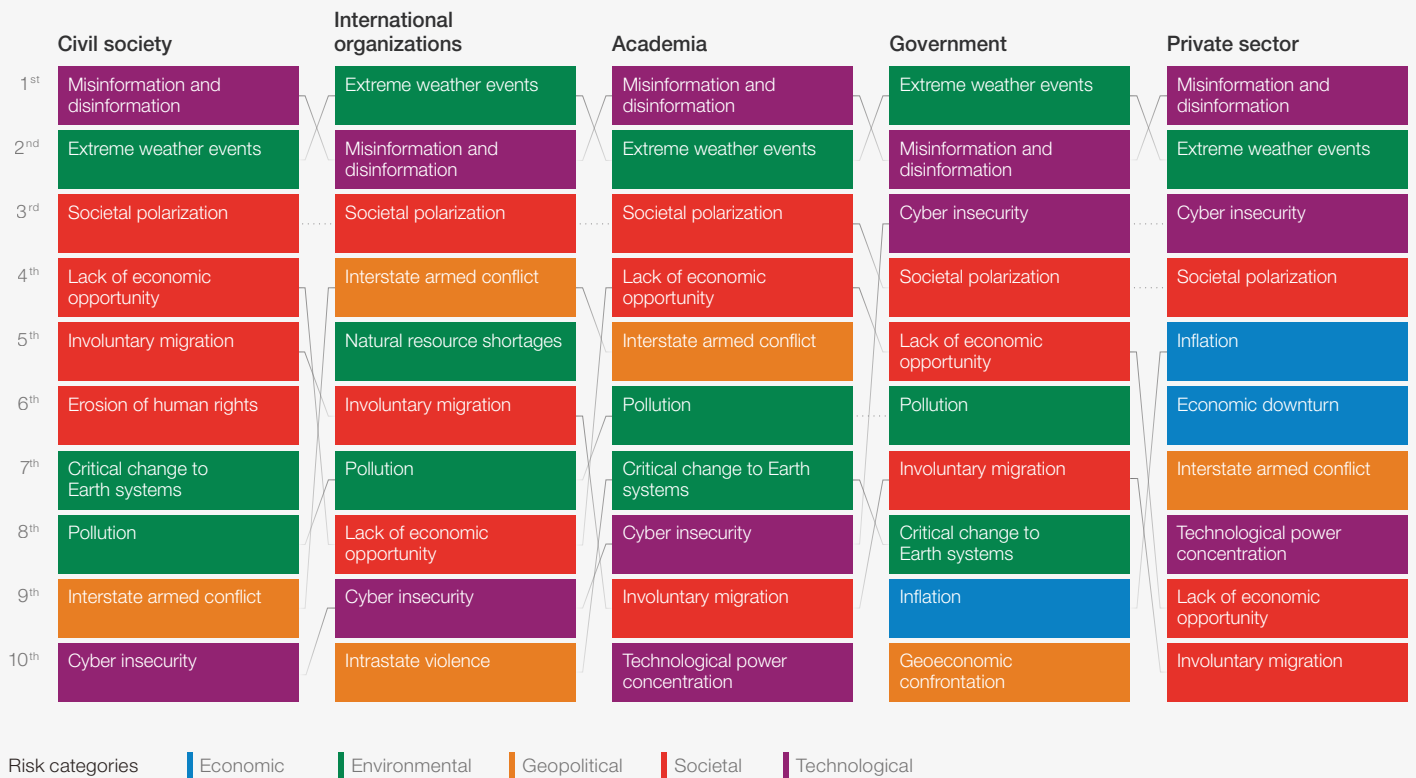 Civil society
International
organizations
Academia
Government
Private sector
1st
Misinformation and
disinformation
Extreme weather events
Misinformation and
disinformation
Extreme weather events
Misinformation and
disinformation
2nd
Extreme weather events
Misinformation and
disinformation
Extreme weather events
Misinformation and
disinformation
Extreme weather events
3rd
Societal polarization
Societal polarization
Societal polarization
Cyber insecurity
Cyber insecurity
4th
Lack of economic
opportunity
Interstate armed conflict
Lack of economic
opportunity
Societal polarization
Societal polarization
5th
Involuntary migration
Natural resource shortages
Interstate armed conflict
Lack of economic
opportunity
Inflation
6th
Erosion of human rights
Involuntary migration
Pollution
Pollution
Economic downturn
7th
Critical change to
Earth systems
Pollution
Critical change to Earth
systems
Involuntary migration
Interstate armed conflict
8th
Pollution
Lack of economic
opportunity
Cyber insecurity
Critical change to
Earth systems
Technological power
concentration
9th
Interstate armed conflict
Cyber insecurity
Involuntary migration
Inflation
Lack of economic
opportunity
10th
Cyber insecurity
Intrastate violence
Technological power
concentration
Geoeconomic
confrontation
Involuntary migration
Risk categories
Economic
Environmental
Geopolitical
Societal
Technological